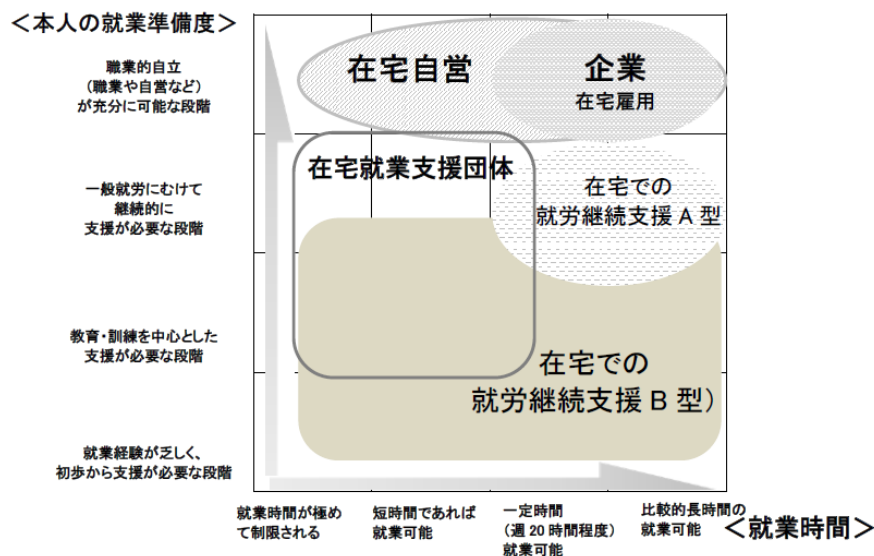 ＜本人の就業準備度＞
職業的自立
（職業や自営など）
が充分に可能な段階
一般就労にむけて
継続的に
支援が必要な段階
教育・訓練を中心とした
支援が必要な段階
就業経験が乏しく、
初歩から支援が必要な段階
在宅自営
企業
在宅雇用
在宅就業支援団体
在宅での
就労継続支援A型
在宅での
就労継続支援B型）
就業時間が極め
て制限される
短時間であれば
就業可能
一定時間
（週20時間程度）
就業可能
比較的長時間の
就業可能
＜就業時間＞